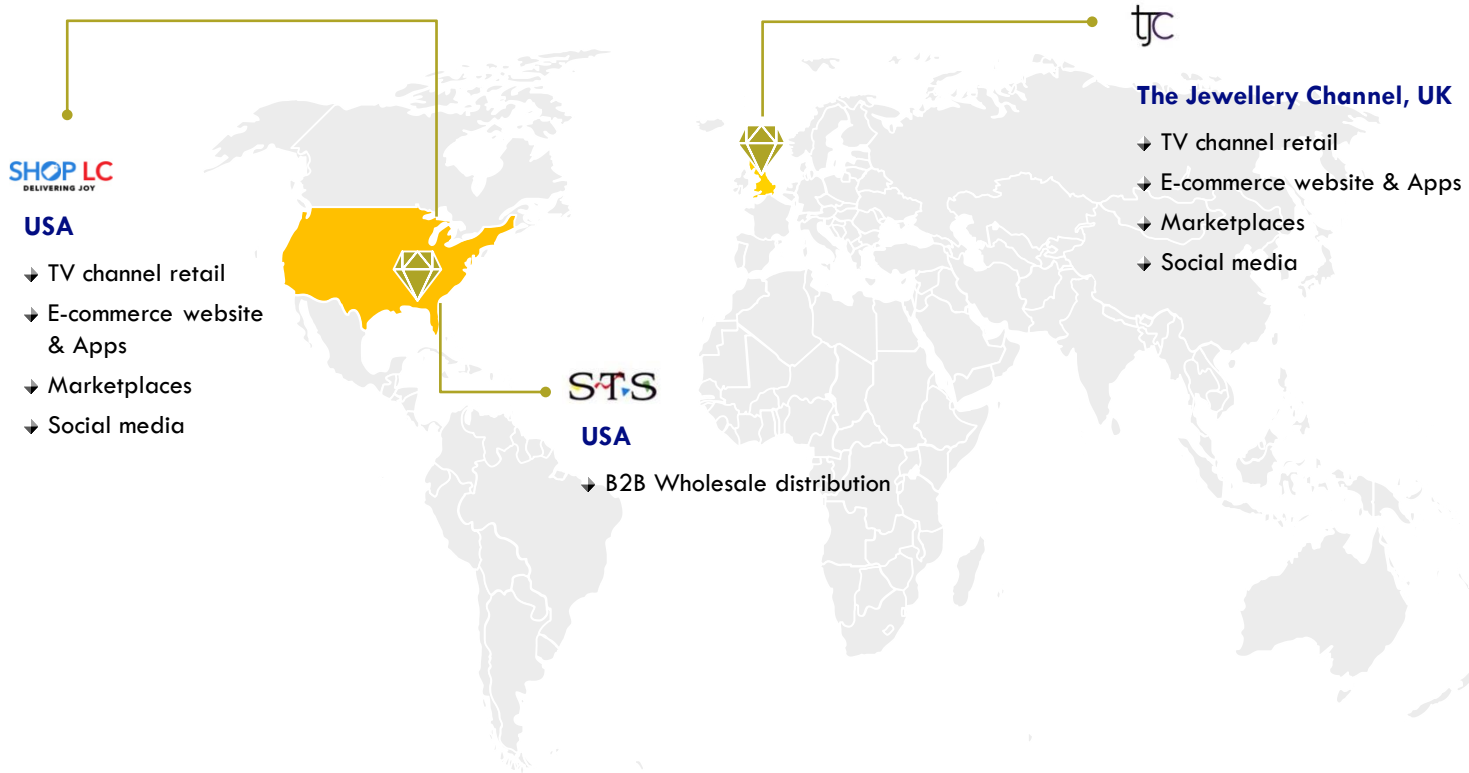 SHOP LC
DELIVERING JOY
USA
TV channel retail
E-commerce website
& Apps
Marketplaces
Social media
STS
USA
B2B Wholesale distribution
tjc
The Jewellery Channel, UK
TV channel retail
E-commerce website & Apps
Marketplaces
Social media